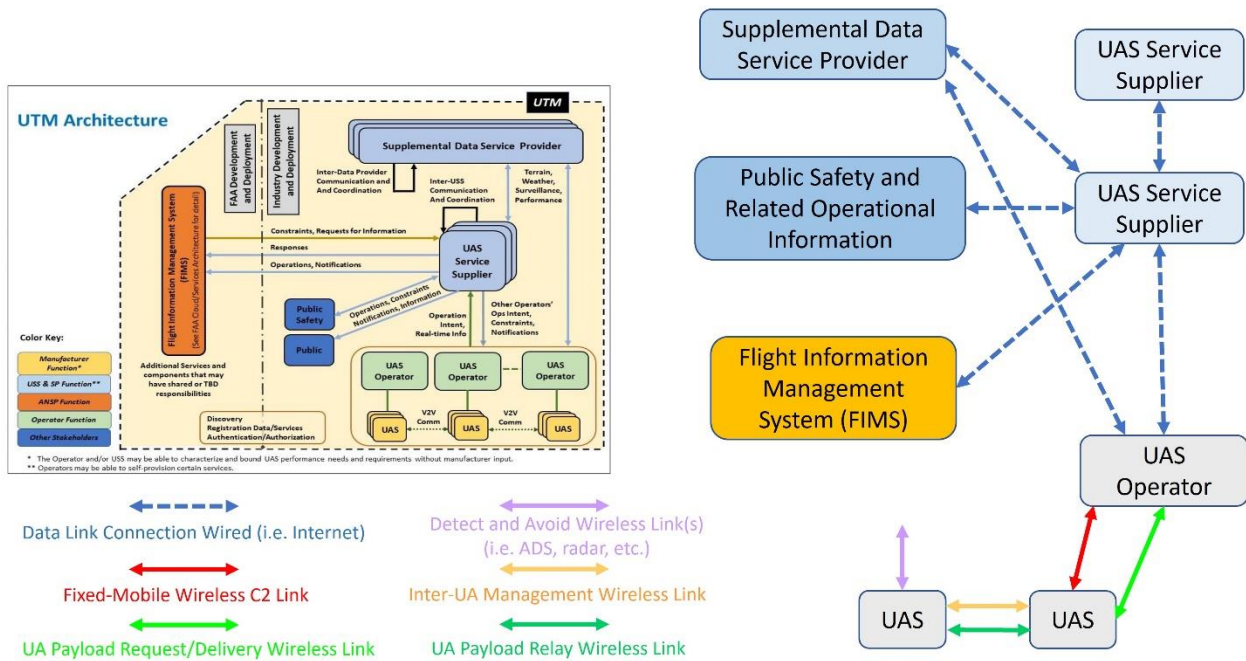 UTM Architecture
UTM
FAA Development
and Deployment
Industry Development
and Deployment
Supplemental Data Service Provider
Inter-Data Provider
Communication and
And Coordination
Inter-USS
Communication
And Coordination
Terrain,
Weather,
Surveillance,
Performance
Flight Information Management System
(FIMS)
(See FAA Cloud/Services Architecture for detail)
Constraints, Requests for Information
Responses
Operations, Notifications
UAS
Service
Supplier
Operations, Constraints
Notifications, Information
Public
Safety
Public
Operation
Intent,
Real-time Info
Other Operators'
Ops Intent,
Constraints,
Notifications
Color Key:
Manufacturer
Function*
USS & SP Function**
ANSP Function
Operator Function
Other Stakeholders
Additional Services and
components that may
have shared or TBD
responsibilities
Discovery
Registration Data/Services
Authentication/Authorization
UAS
Operator
UAS
Operator
UAS
Operator
V2V
Comm
V2V
Comm
UAS
UAS
UAS
* The Operator and/or USS may be able to characterize and bound UAS performance needs and requirements without manufacturer input.
** Operators may be able to self-provision certain services.
Data Link Connection Wired (i.e. Internet)
Fixed-Mobile Wireless C2 Link
UA Payload Request/Delivery Wireless Link
Detect and Avoid Wireless Link(s)
(i.e. ADS, radar, etc.)
Inter-UA Management Wireless Link
UA Payload Relay Wireless Link
Supplemental Data
Service Provider
UAS Service
Supplier
Public Safety and
Related Operational
Information
UAS Service
Supplier
Flight Information
Management
System (FIMS)
UAS
Operator
UAS
UAS